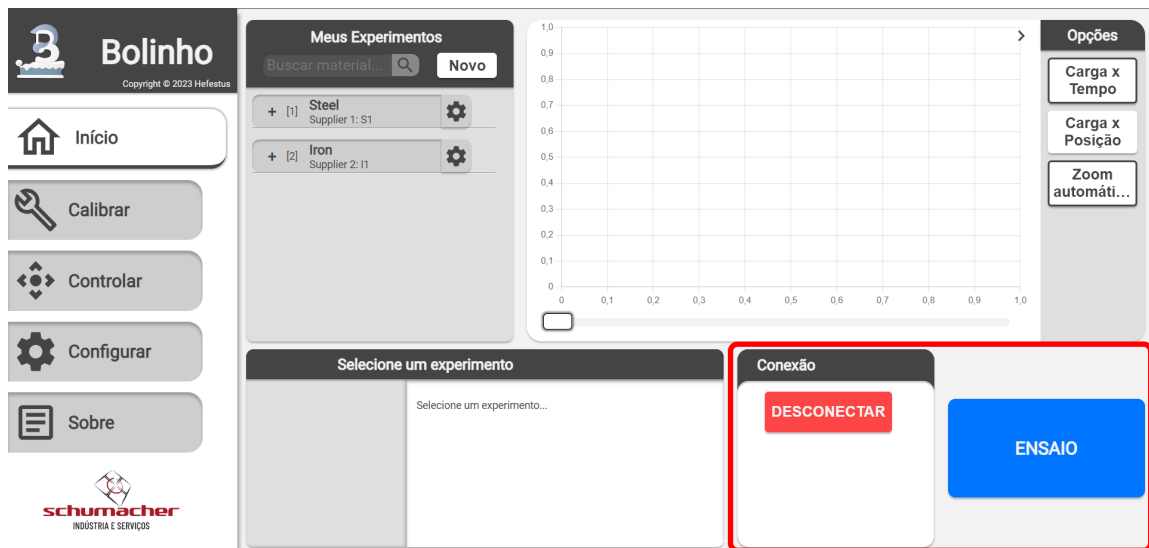 Bolinho
Copyright © 2023 Hefestus
Início
Calibrar
Controlar
Configurar
Sobre
schumacher
INDÚSTRIA E SERVIÇOS
Meus Experimentos
Buscar material...
Novo
+ [1] Steel
Supplier 1: S1
+ [2] Iron
Supplier 2: I1
1,0
0,9
0,8
0,7
0,6
0,5
0,4
0,3
0,2
0,1
0
0 0,1 0,2 0,3 0,4 0,5 0,6 0,7 0,8 0,9 1,0
Opções
Carga x
Tempo
Carga x
Posição
Zoom
automáti...
Selecione um experimento
Selecione um experimento...
Conexão
DESCONECTAR
ENSAIO